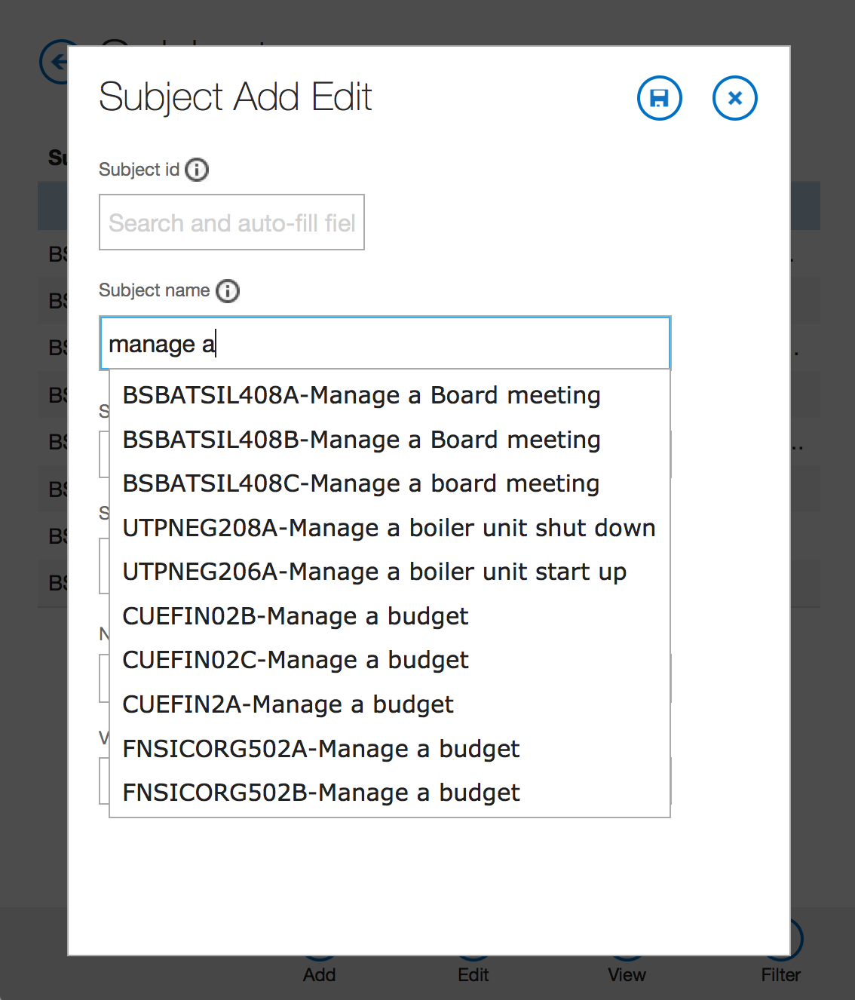 Subject Add Edit
Subject id
Search and auto-fill fiel
Subject name
manage a
BSBATSIL408A-Manage a Board meeting
BSBATSIL408B-Manage a Board meeting
BSBATSIL408C-Manage a board meeting
UTPNEG208A-Manage a boiler unit shut down
UTPNEG206A-Manage a boiler unit start up
CUEFIN02B-Manage a budget
CUEFIN02C-Manage a budget
CUEFIN2A-Manage a budget
FNSICORG502A-Manage a budget
FNSICORG502B-Manage a budget
Add Edit View Filter